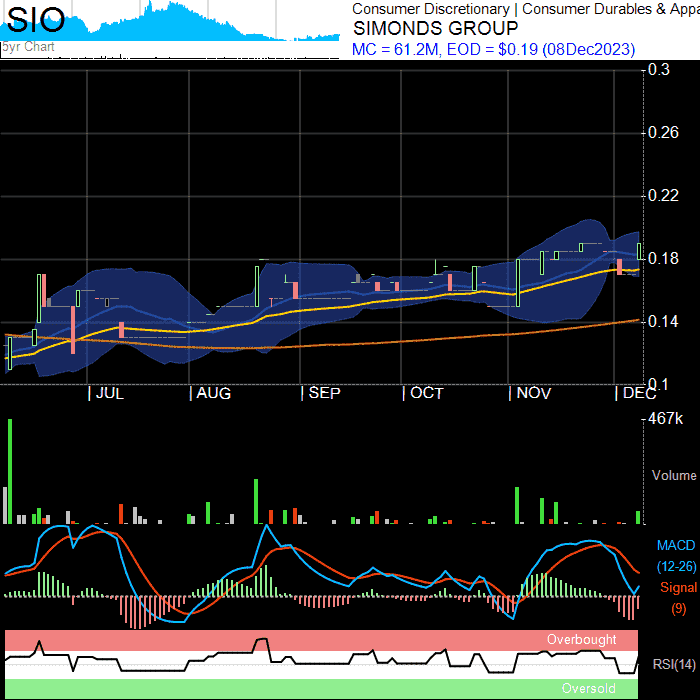 SIO
5yr Chart
Consumer Discretionary | Consumer Durables & Appa
SIMONDS GROUP
MC = 61.2M, EOD = $0.19 (08Dec2023)
0.3
0.26
0.22
0.18
0.14
0.1
| JUL | AUG | SEP | OCT | NOV | DEC
467k
Volume
MACD
(12-26)
Signal
(9)
Overbought
RSI(14)
Oversold